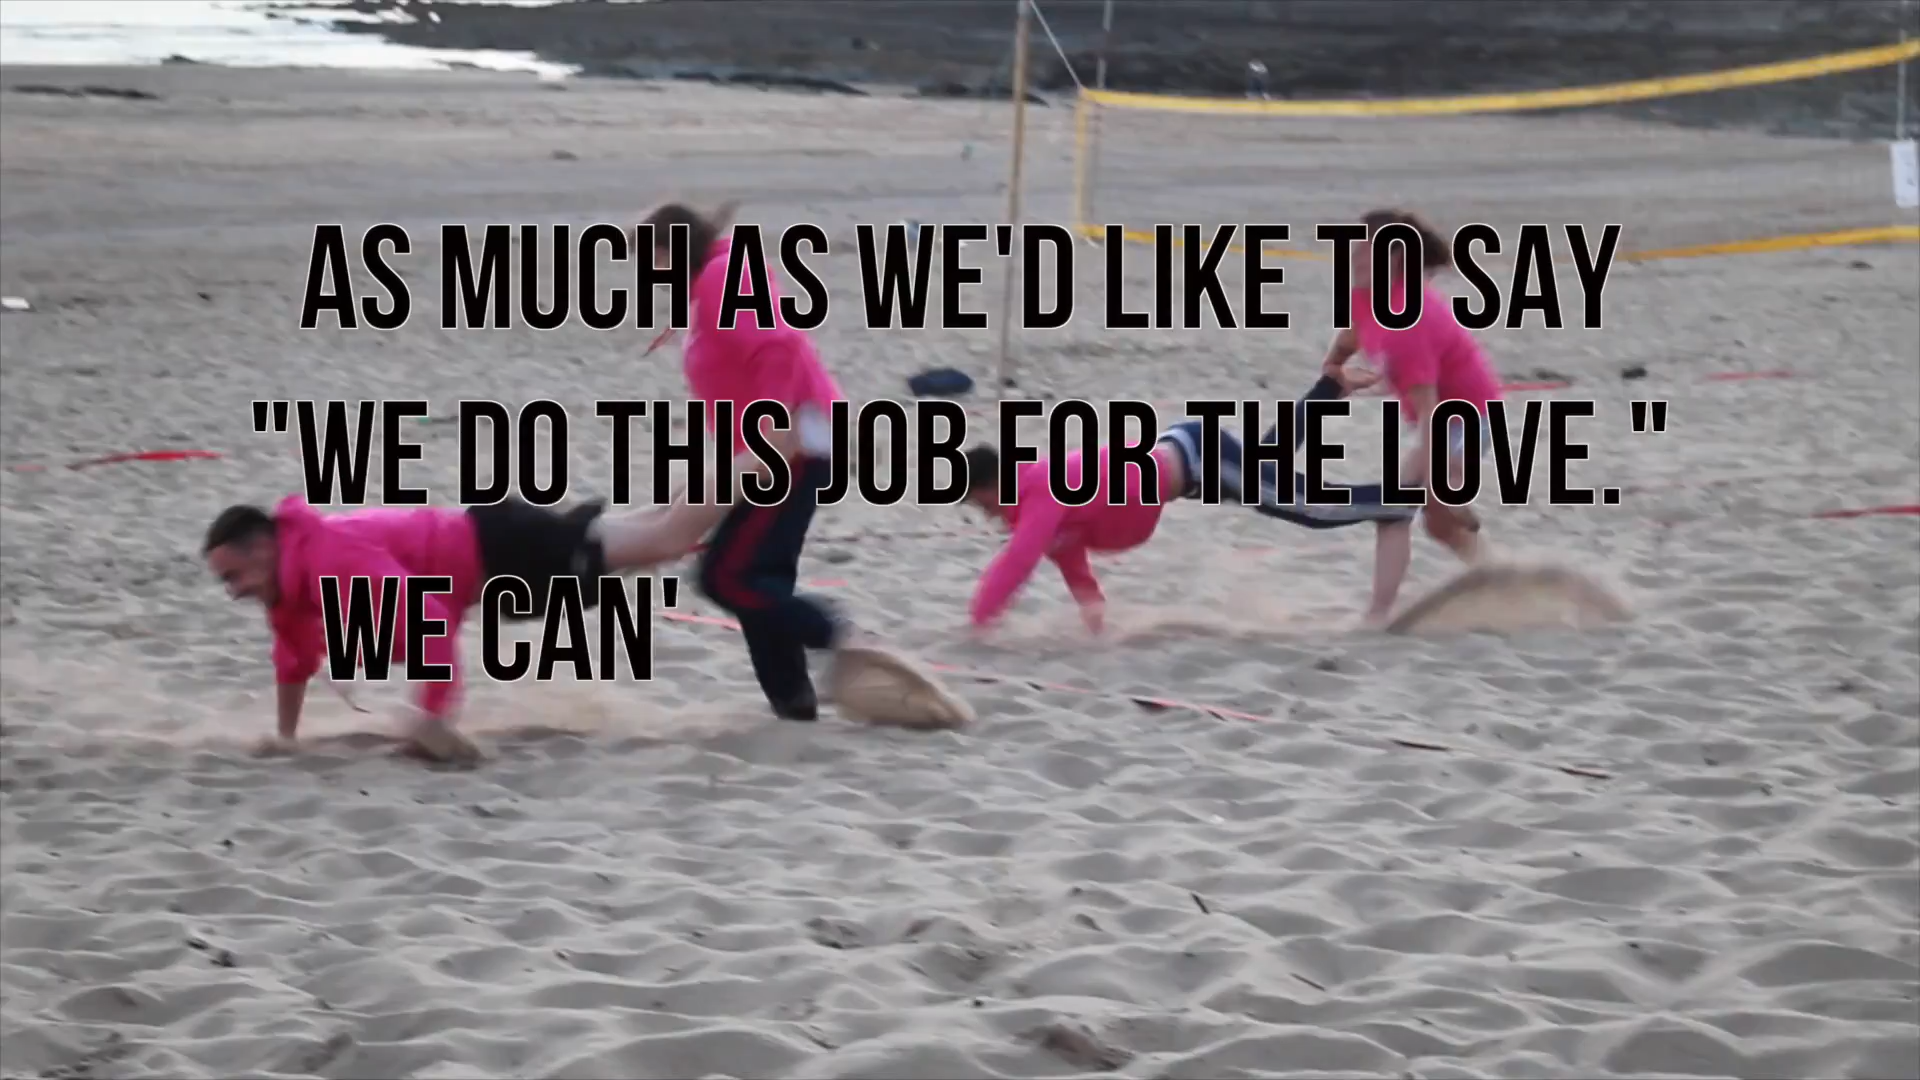 AS MUCH AS WE'D LIKE TO SAY
"WE DO THIS JOB FOR THE LOVE."
WE CAN'